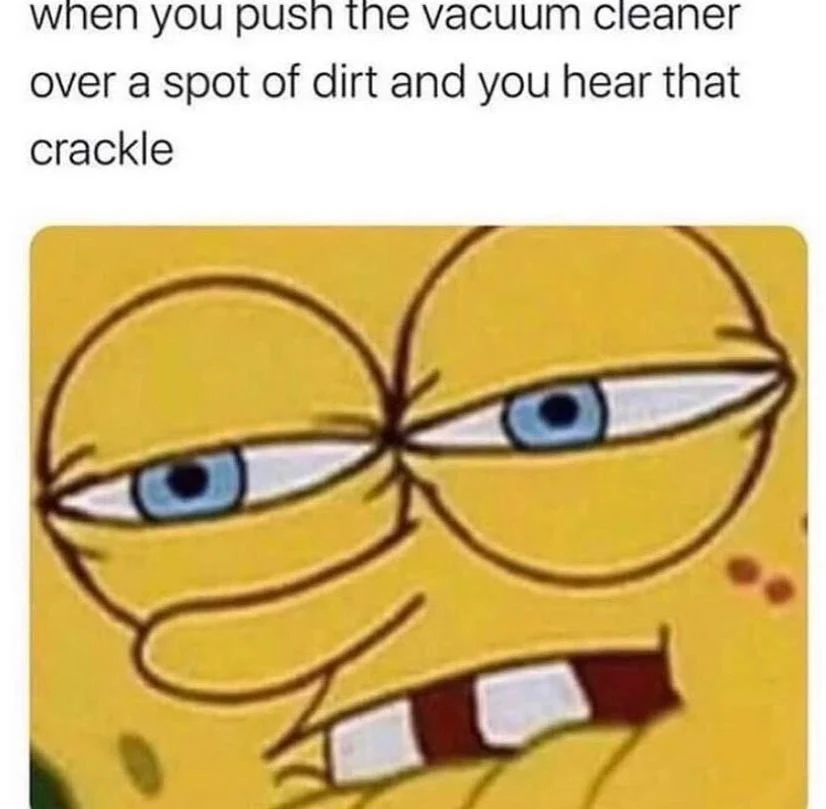 when you push the vacuum cleaner
over a spot of dirt and you hear that
crackle